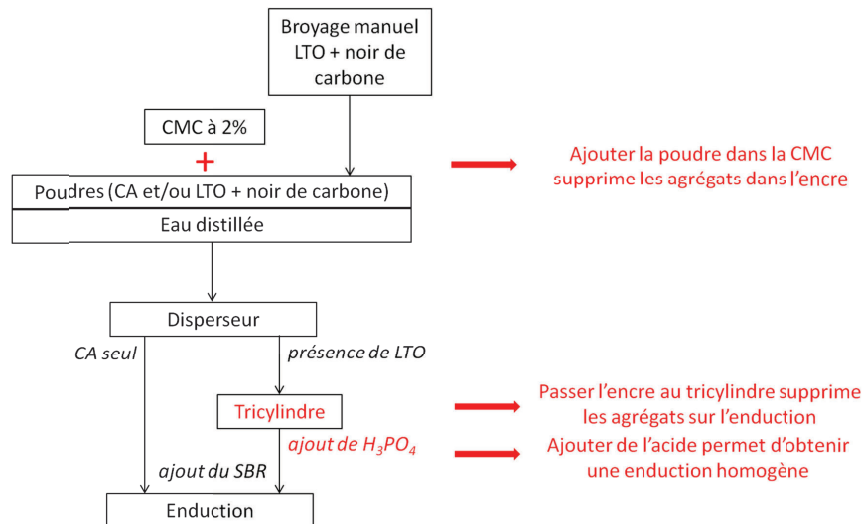 Broyage manuel
LTO + noir de
carbone
CMC à 2%
+
Poudres (CA et/ou LTO + noir de carbone)
Eau distillée
Ajouter la poudre dans la CMC
supprime les agrégats dans l'encre
Disperseur
CA seul
présence de LTO
Tricylindre
Passer l'encre au tricylindre supprime
les agrégats sur l'enduction
ajout de H₃PO₄
Ajouter de l'acide permet d'obtenir
une enduction homogène
ajout du SBR
Enduction